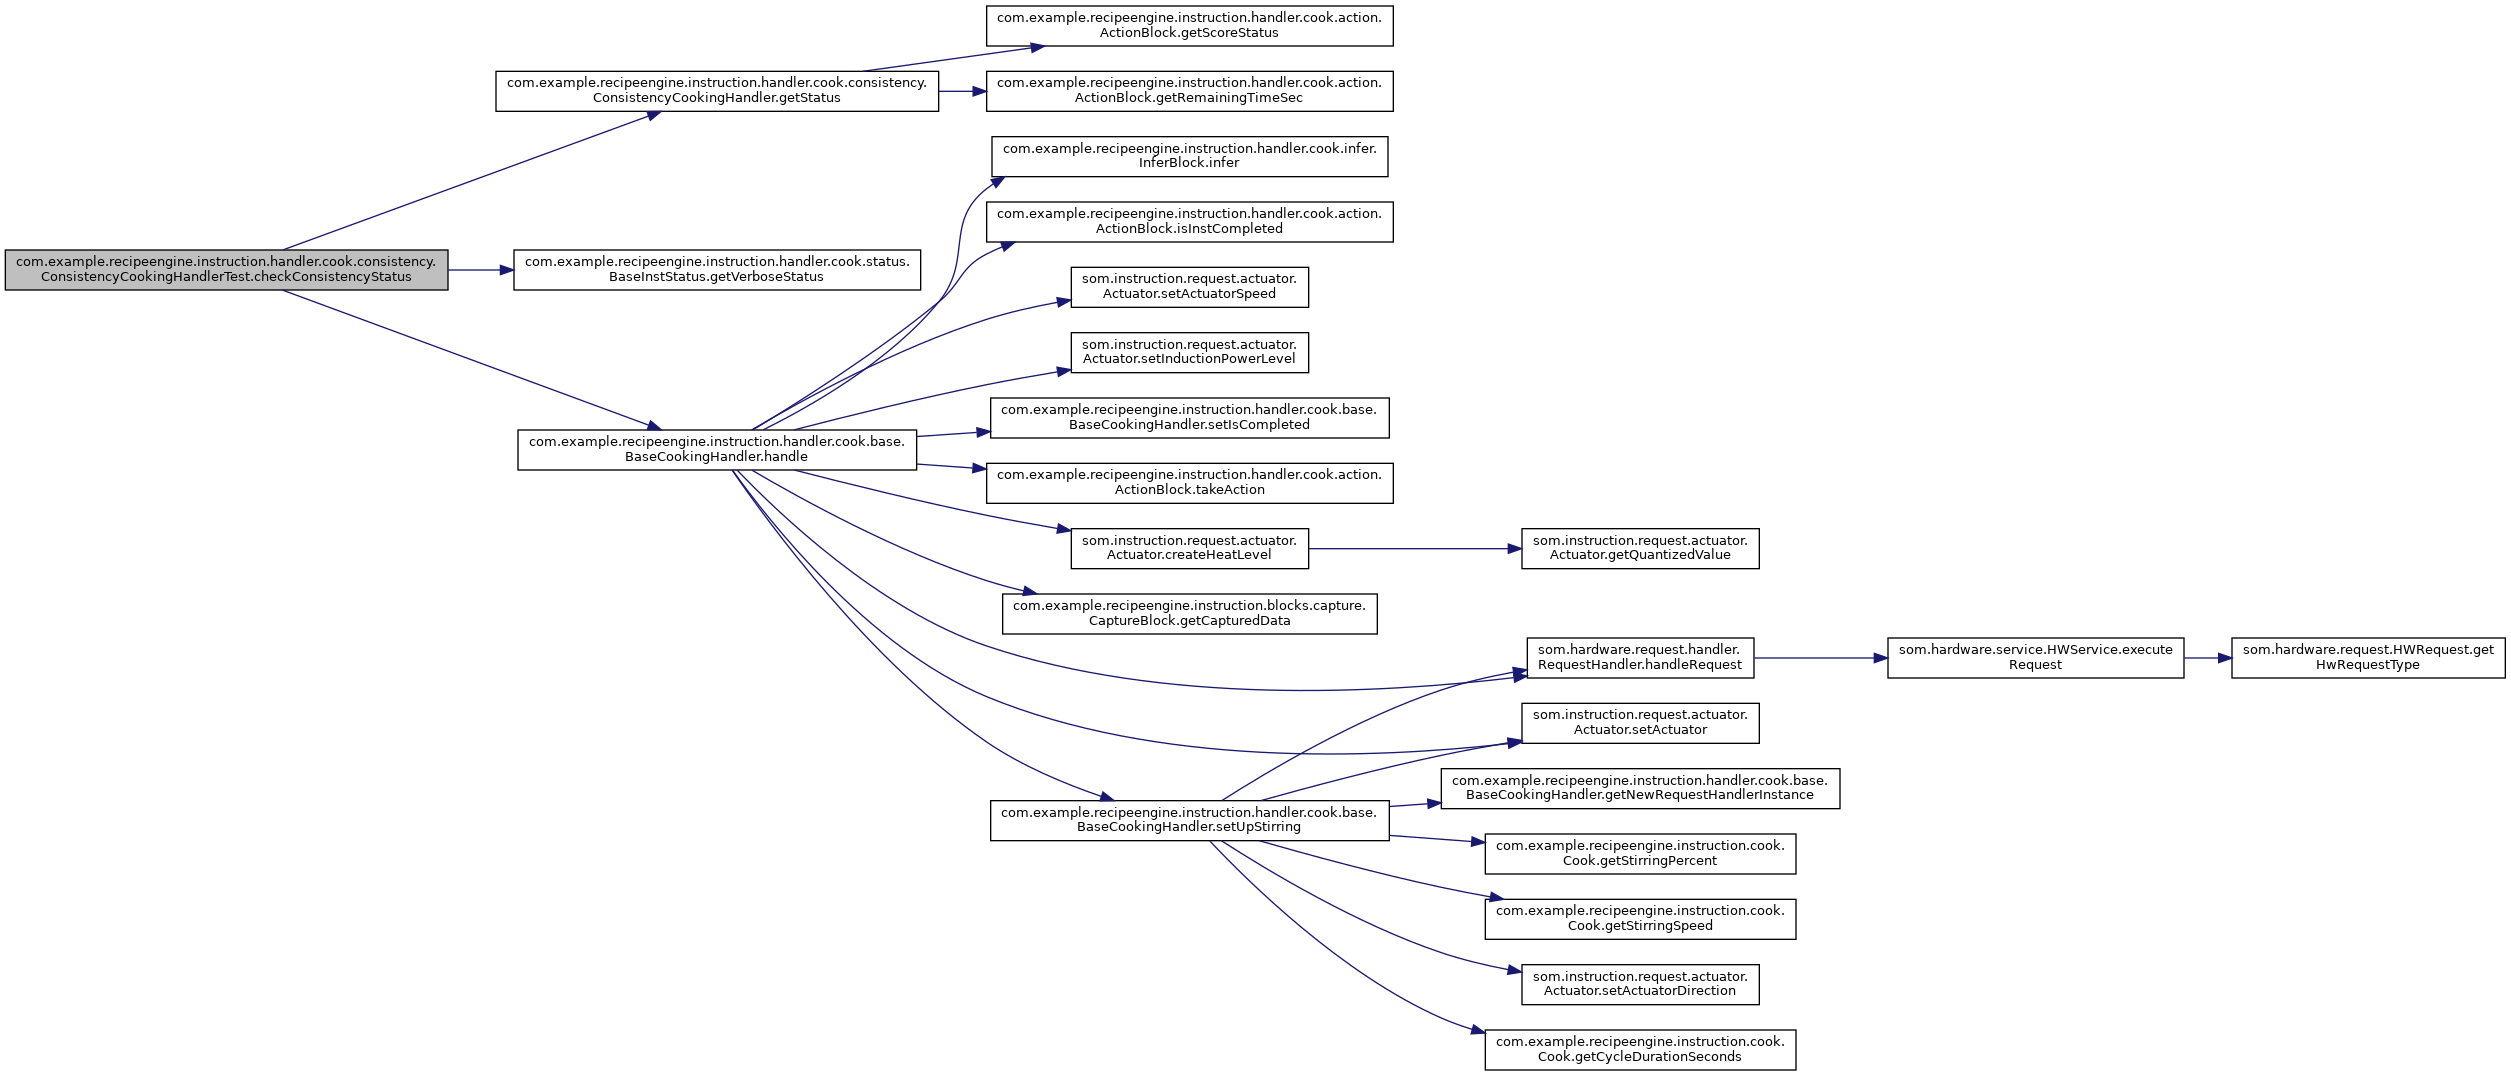 com.example.recipeengine.instruction.handler.cook.action.
ActionBlock.getScoreStatus
com.example.recipeengine.instruction.handler.cook.consistency.
ConsistencyCookingHandler.getStatus
com.example.recipeengine.instruction.handler.cook.action.
ActionBlock.getRemainingTimeSec
com.example.recipeengine.instruction.handler.cook.infer.
InferBlock.infer
com.example.recipeengine.instruction.handler.cook.action.
ActionBlock.isInstCompleted
com.example.recipeengine.instruction.handler.cook.consistency.
ConsistencyCookingHandlerTest.checkConsistencyStatus
com.example.recipeengine.instruction.handler.cook.status.
BaseInstStatus.getVerboseStatus
som.instruction.request.actuator.
Actuator.setActuatorSpeed
som.instruction.request.actuator.
Actuator.setInductionPowerLevel
com.example.recipeengine.instruction.handler.cook.base.
BaseCookingHandler.setIsCompleted
com.example.recipeengine.instruction.handler.cook.base.
BaseCookingHandler.handle
com.example.recipeengine.instruction.handler.cook.action.
ActionBlock.takeAction
som.instruction.request.actuator.
Actuator.createHeatLevel
som.instruction.request.actuator.
Actuator.getQuantizedValue
com.example.recipeengine.instruction.blocks.capture.
CaptureBlock.getCapturedData
som.hardware.request.handler.
RequestHandler.handleRequest
som.hardware.service.HWService.execute
Request
som.hardware.request.HWRequest.get
HwRequestType
som.instruction.request.actuator.
Actuator.setActuator
com.example.recipeengine.instruction.handler.cook.base.
BaseCookingHandler.getNewRequestHandlerInstance
com.example.recipeengine.instruction.handler.cook.base.
BaseCookingHandler.setUpStirring
com.example.recipeengine.instruction.cook.
Cook.getStirringPercent
com.example.recipeengine.instruction.cook.
Cook.getStirringSpeed
som.instruction.request.actuator.
Actuator.setActuatorDirection
com.example.recipeengine.instruction.cook.
Cook.getCycleDurationSeconds